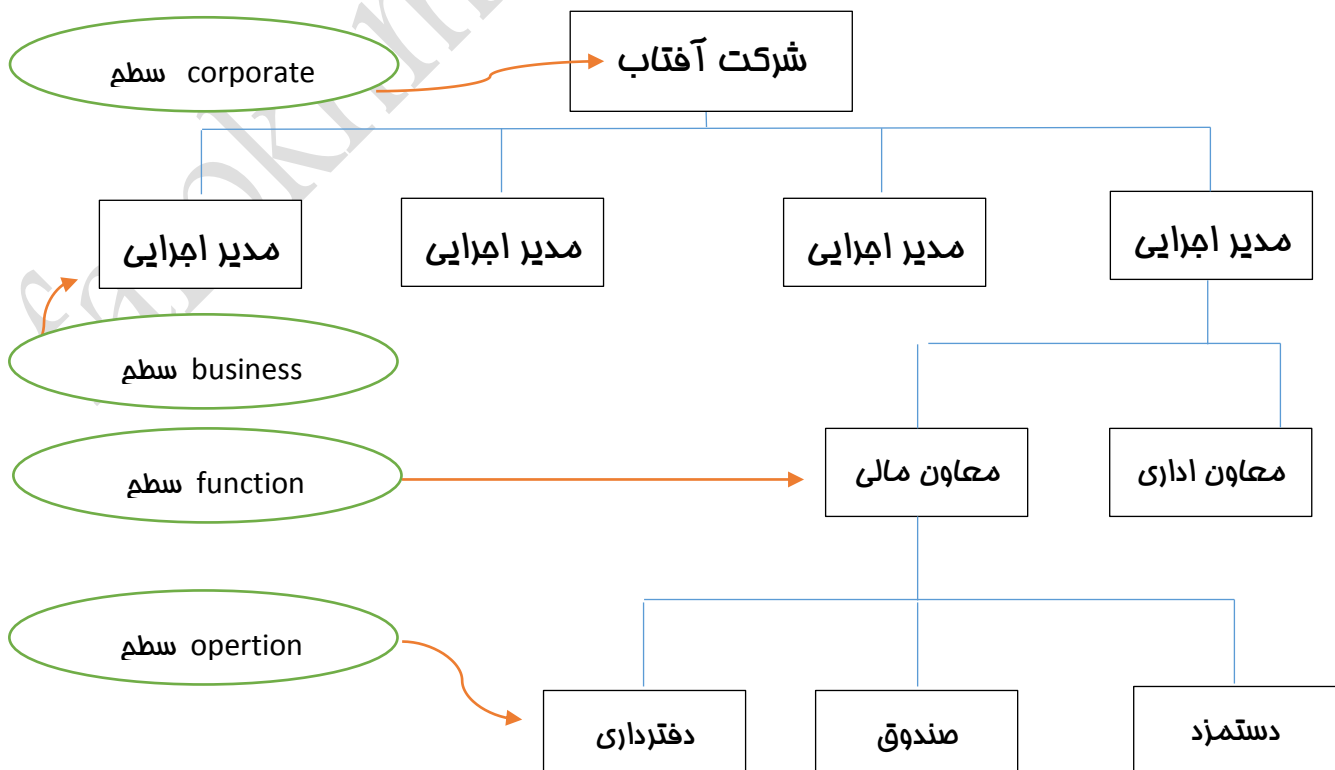 سطح corporate
شرکت آفتاب
مدیر اجرایی
مدیر اجرایی
مدیر اجرایی
مدیر اجرایی
سطح business
سطح function
معاون مالی
معاون اداری
سطح opertion
دفترداری
صندوق
دستمزد